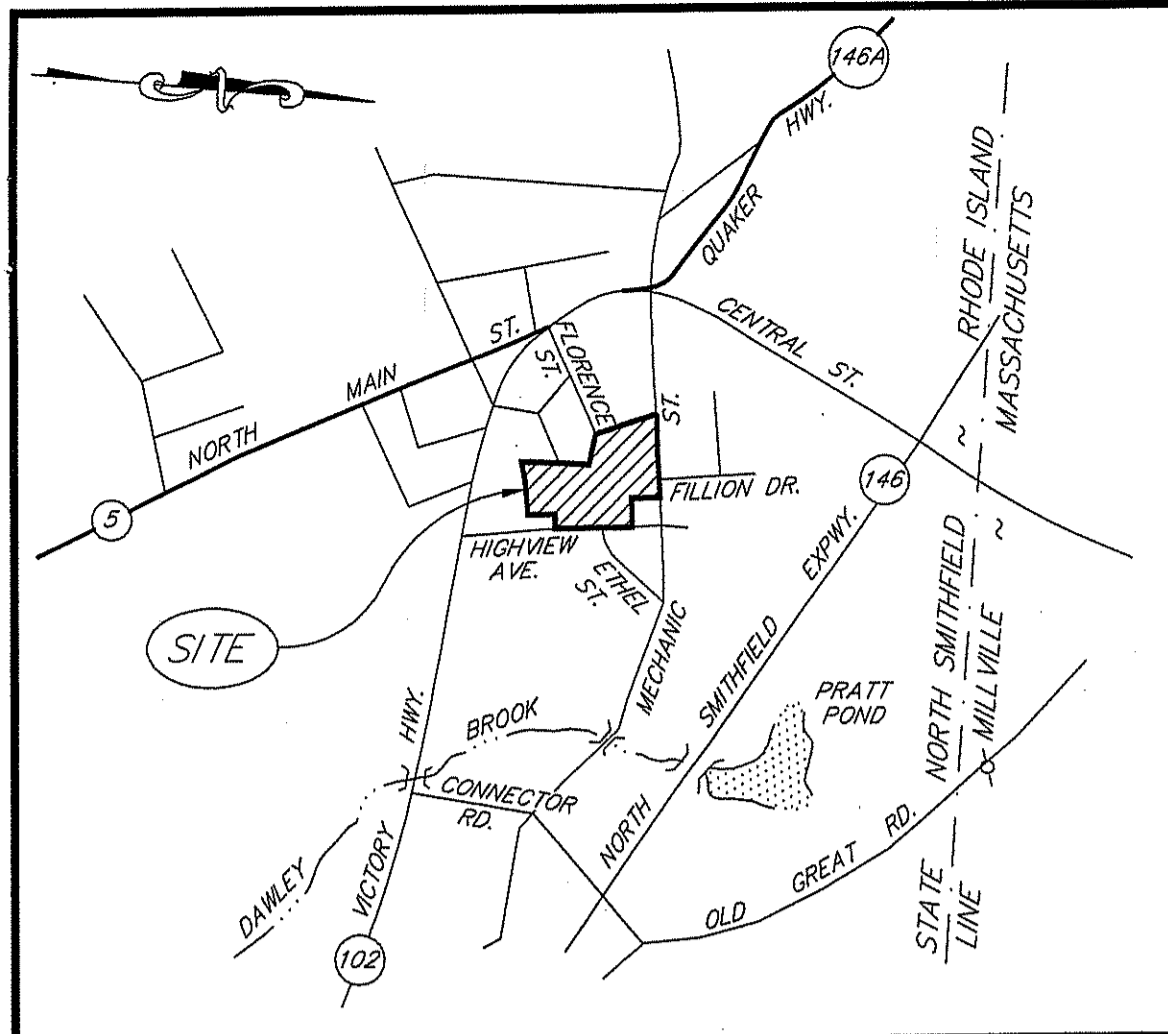 146A
QUAKER HWY.
RHODE ISLAND
MASSACHUSETTS
CENTRAL ST.
FLORENCE ST.
NORTH MAIN ST.
5
ST.
FILLION DR.
146
HIGHVIEW
AVE.
ETHEL
ST.
SITE
MECHANIC
NORTH SMITHFIELD EXPWY.
NORTH SMITHFIELD
MILLVILLE
PRATT
POND
DAWLEY BROOK
CONNECTOR
RD.
VICTORY HWY.
102
OLD GREAT RD.
STATE
LINE